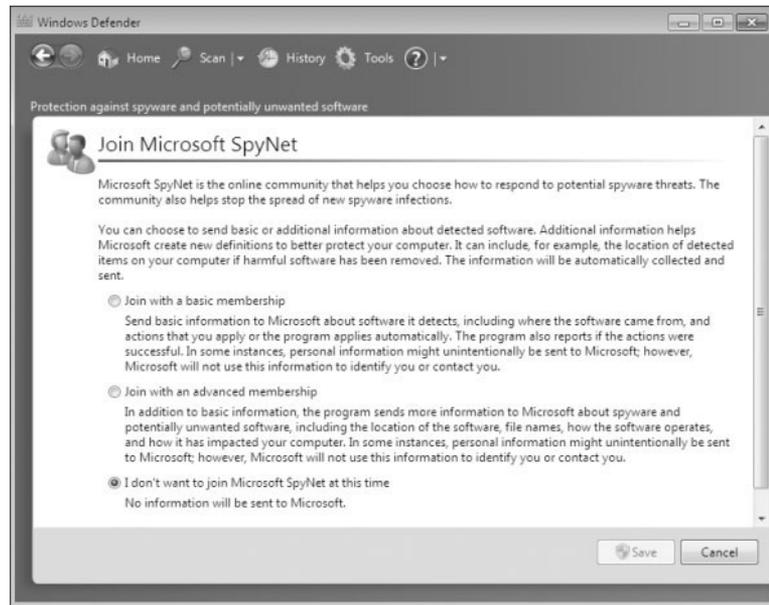 Windows Defender
Home Scan History Tools
Protection against spyware and potentially unwanted software
Join Microsoft SpyNet
Microsoft SpyNet is the online community that helps you choose how to respond to potential spyware threats. The
community also helps stop the spread of new spyware infections.
You can choose to send basic or additional information about detected software. Additional information helps
Microsoft create new definitions to better protect your computer. It can include, for example, the location of detected
items on your computer if harmful software has been removed. The information will be automatically collected and
sent.
Join with a basic membership
Send basic information to Microsoft about software it detects, including where the software came from, and
actions that you apply or the program applies automatically. The program also reports if the actions were
successful. In some instances, personal information might unintentionally be sent to Microsoft; however,
Microsoft will not use this information to identify you or contact you.
Join with an advanced membership
In addition to basic information, the program sends more information to Microsoft about spyware and
potentially unwanted software, including the location of the software, file names, how the software operates,
and how it has impacted your computer. In some instances, personal information might unintentionally be sent
to Microsoft; however, Microsoft will not use this information to identify you or contact you.
I don't want to join Microsoft SpyNet at this time
No information will be sent to Microsoft.
Save Cancel